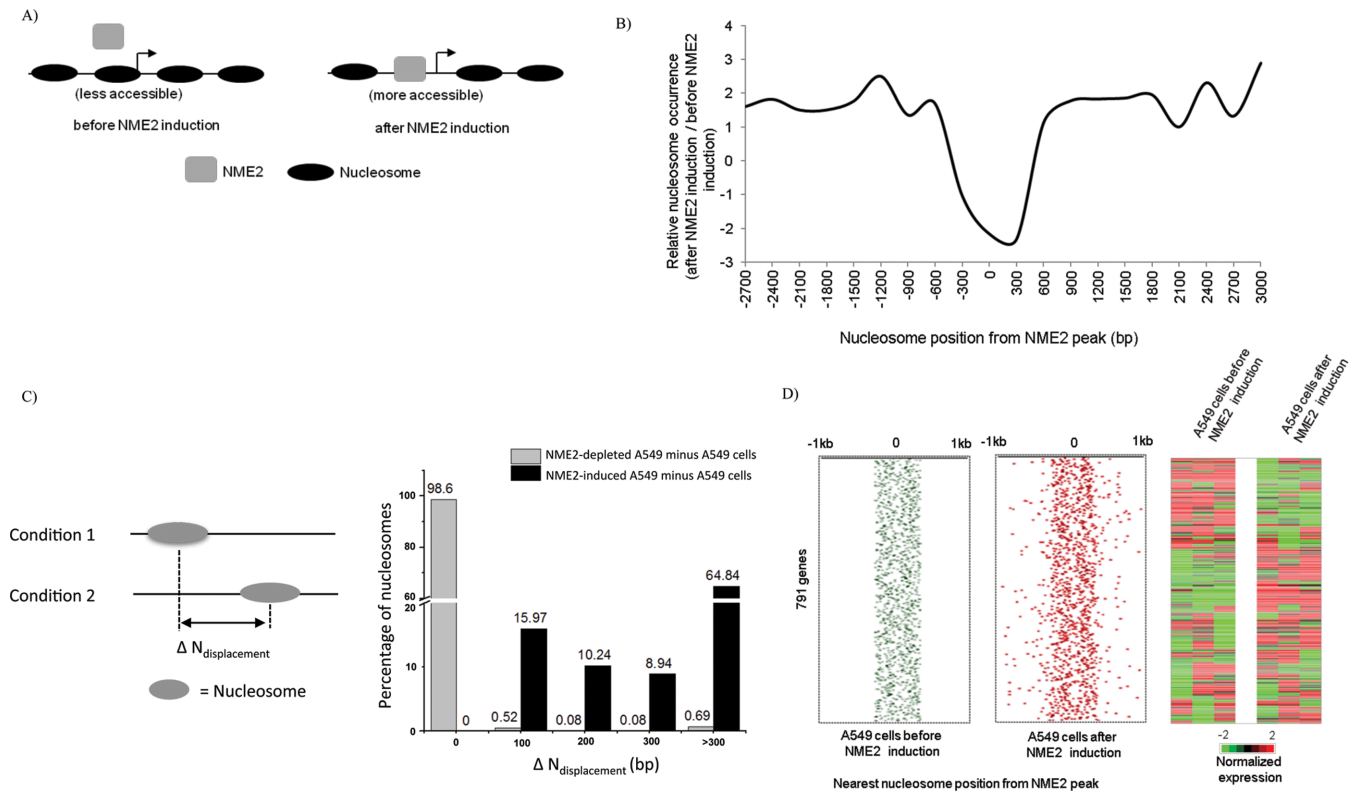 A)
NME2
(less accessible)
(more accessible)
before NME2 induction
after NME2 induction
NME2
Nucleosome
B)
Relative nucleosome occurrence
(after NME2 induction / before NME2
induction)
4
3
2
1
0
-1
-2
-3
-2700
-2400
-2100
-1800
-1500
-1200
-900
-600
-300
0
300
600
900
1200
1500
1800
2100
2400
2700
3000
Nucleosome position from NME2 peak (bp)
C)
Condition 1
Condition 2
Δ Ndisplacement
= Nucleosome
NME2-depleted A549 minus A549 cells
NME2-induced A549 minus A549 cells
Percentage of nucleosomes
100
80
60
20
10
0
98.6
0
0.52
15.97
0.08
10.24
0.08
8.94
0.69
64.84
0
100
200
300
>300
Δ Ndisplacement (bp)
D)
A549 cells before
NME2 induction
A549 cells after
NME2 induction
-1kb
0
1kb
-1kb
0
1kb
791 genes
A549 cells before
NME2 induction
A549 cells after
NME2 induction
Nearest nucleosome position from NME2 peak
-2
2
Normalized
expression